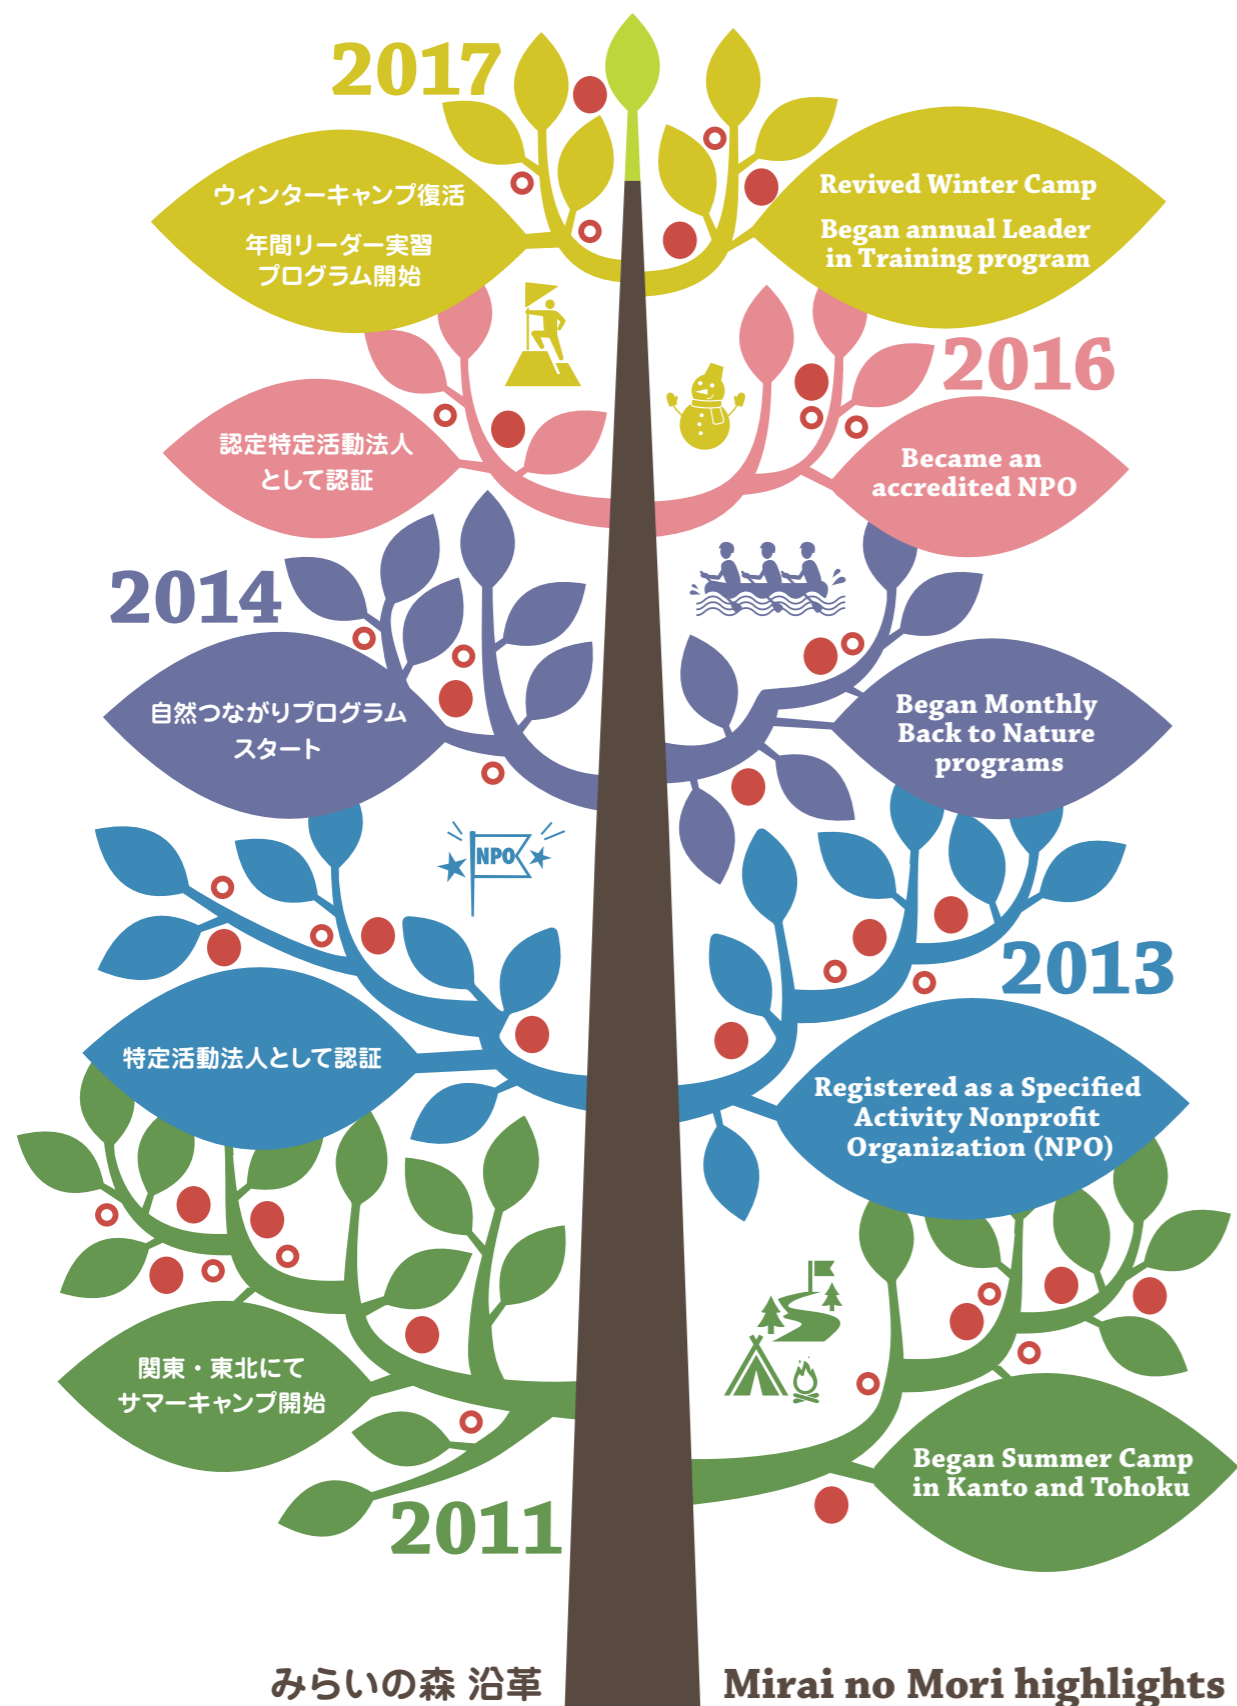 2017
ウィンターキャンプ復活
年間リーダー実習
プログラム開始
Revived Winter Camp
Began annual Leader
in Training program
2016
認定特定活動法人
として認証
Became an
accredited NPO
2014
自然つながりプログラム
スタート
Began Monthly
Back to Nature
programs
NPO
2013
特定活動法人として認証
Registered as a Specified
Activity Nonprofit
Organization (NPO)
関東・東北にて
サマーキャンプ開始
Began Summer Camp
in Kanto and Tohoku
2011
みらいの森 沿革
Mirai no Mori highlights